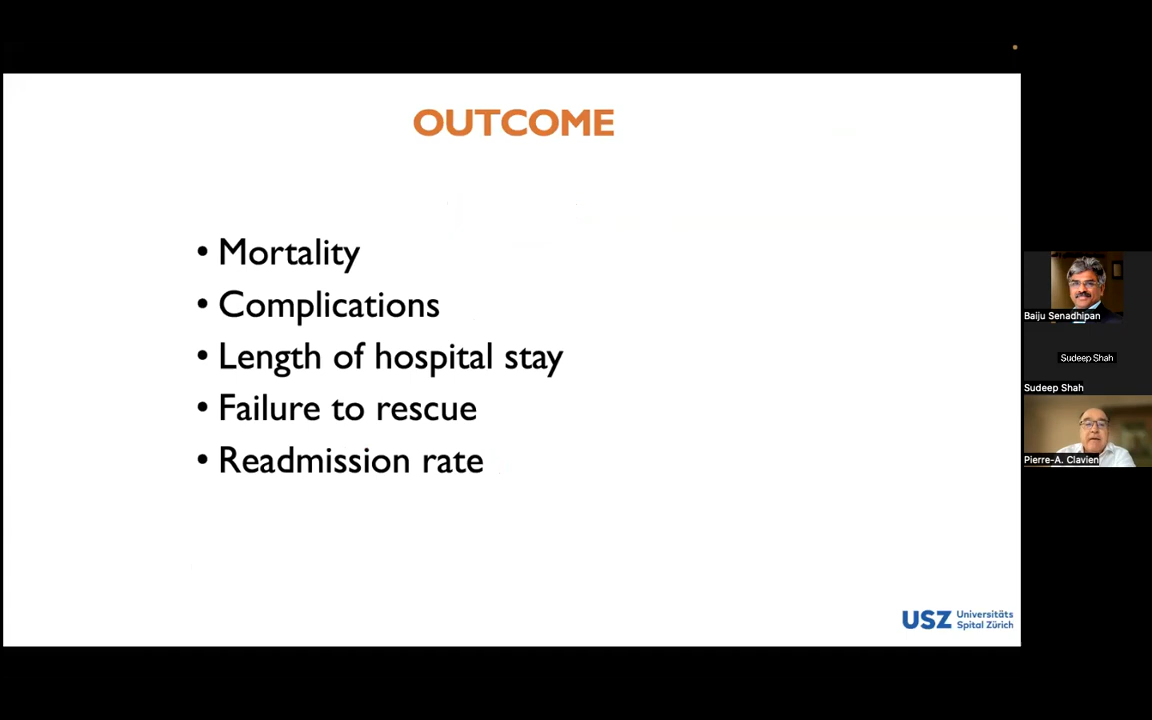 OUTCOME
• Mortality
• Complications
• Length of hospital stay
• Failure to rescue
• Readmission rate
USZ Universitäts
Spital Zürich
Baiju Senadhipan
Sudeep Shah
Sudeep Shah
Pierre-A. Clavien